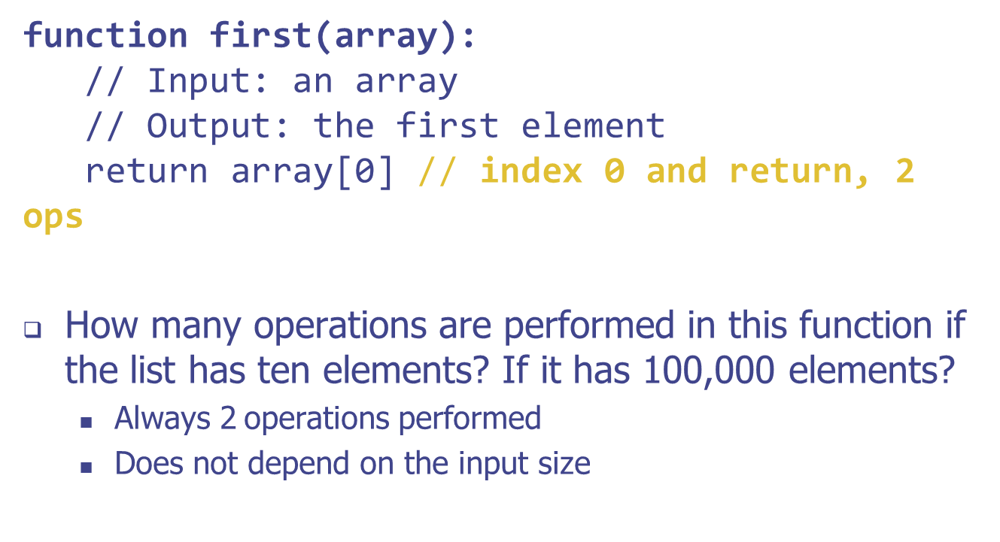 function first(array):
// Input: an array
// Output: the first element
return array[0] // index 0 and return, 2
ops
❑ How many operations are performed in this function if
the list has ten elements? If it has 100,000 elements?
■ Always 2 operations performed
■ Does not depend on the input size